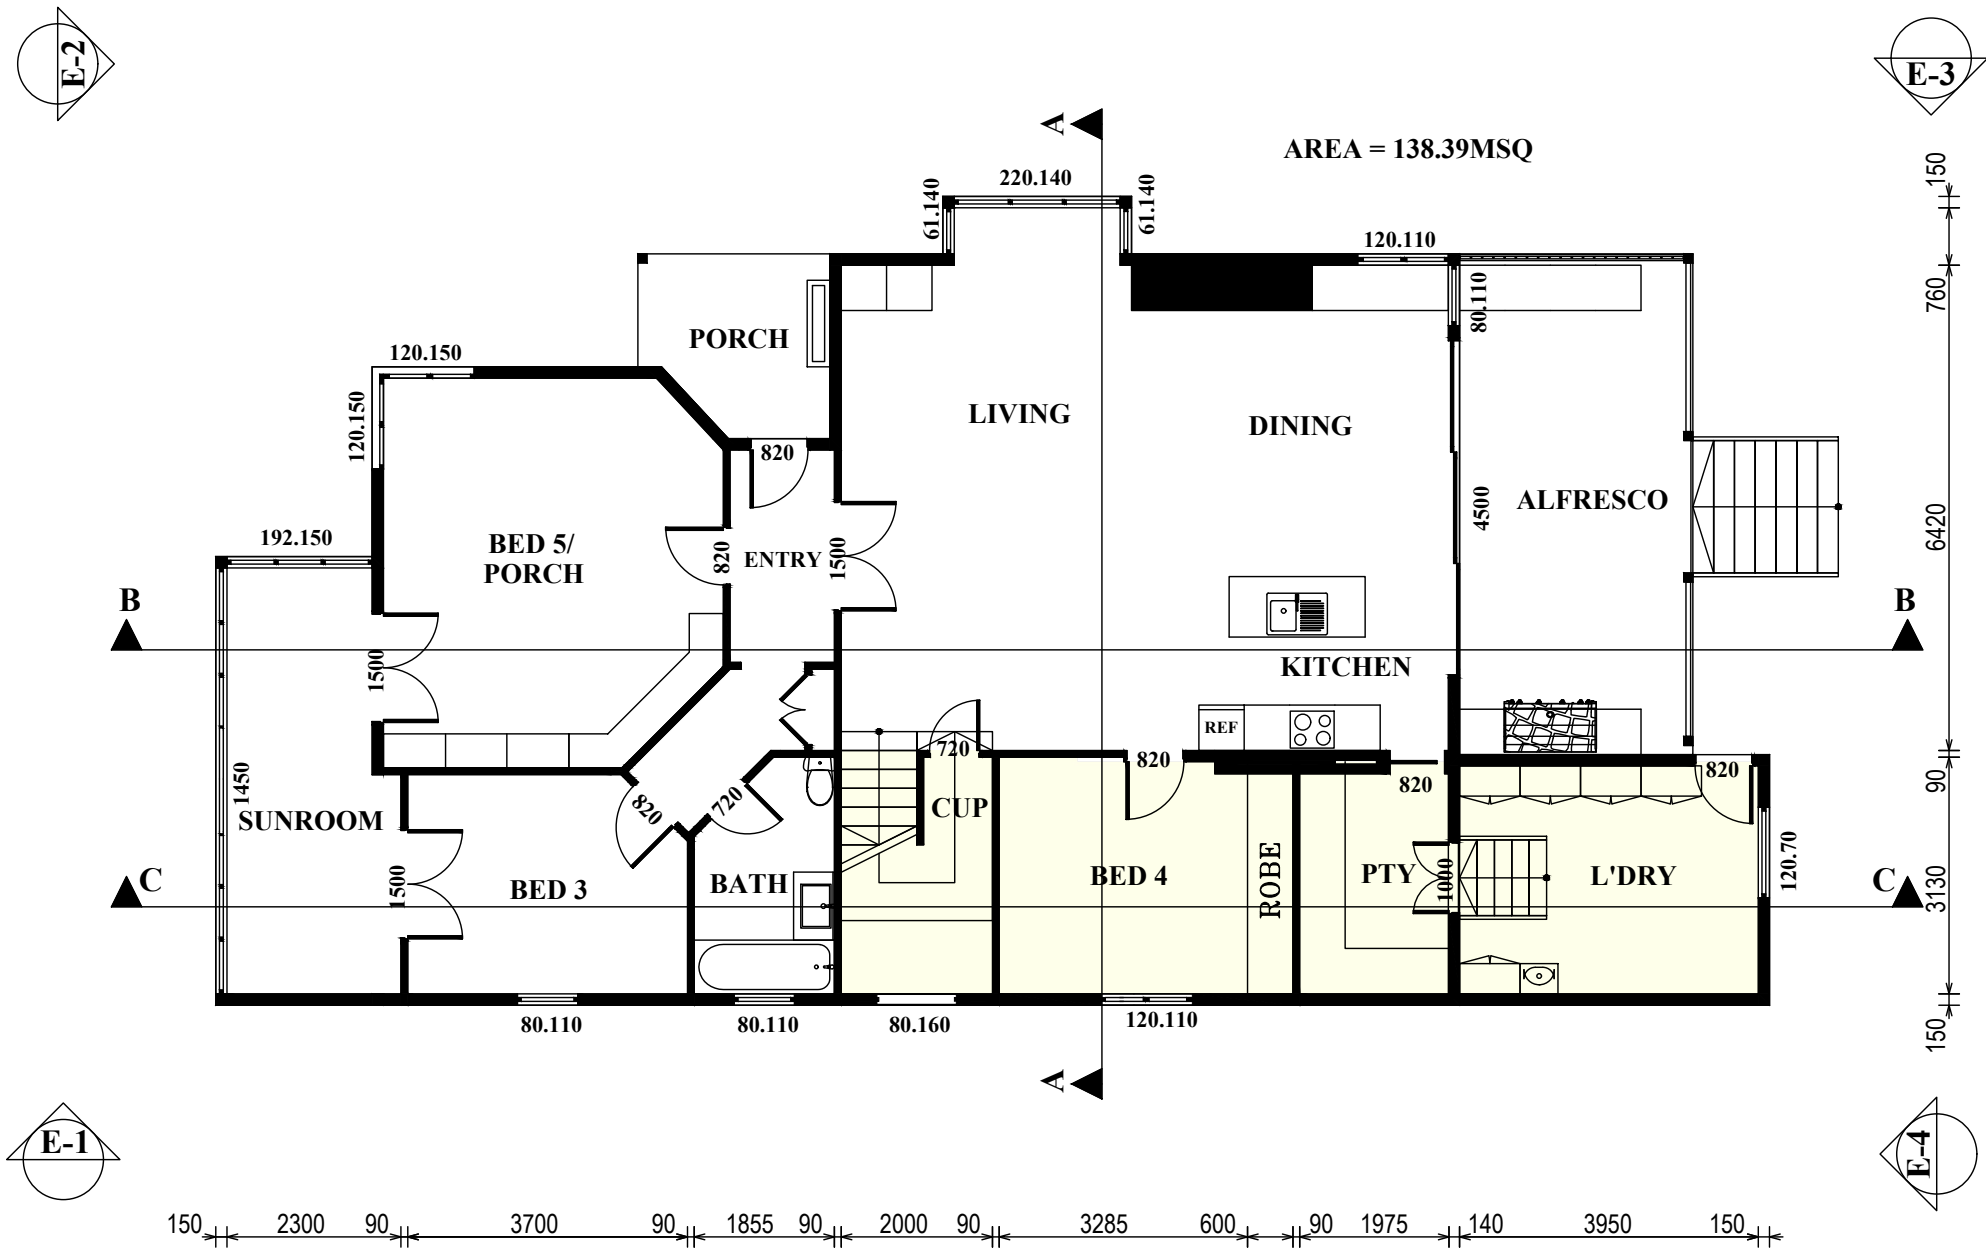 E-2
E-3
A
AREA = 138.39MSQ
150
220.140
61.140
61.140
120.110
80.110
760
PORCH
120.150
120.150
LIVING
DINING
820
ALFRESCO
4500
6420
192.150
BED 5/
PORCH
820
ENTRY
1500
B
B
1500
KITCHEN
REF
720
820
820
820
90
1450
SUNROOM
820
720
CUP
C
1500
BED 3
BATH
BED 4
ROBE
PTY
1000
L'DRY
120.70
C
3130
80.110
80.110
80.160
120.110
150
A
E-1
E-4
150 2300 90 3700 90 1855 90 2000 90 3285 600 90 1975 140 3950 150